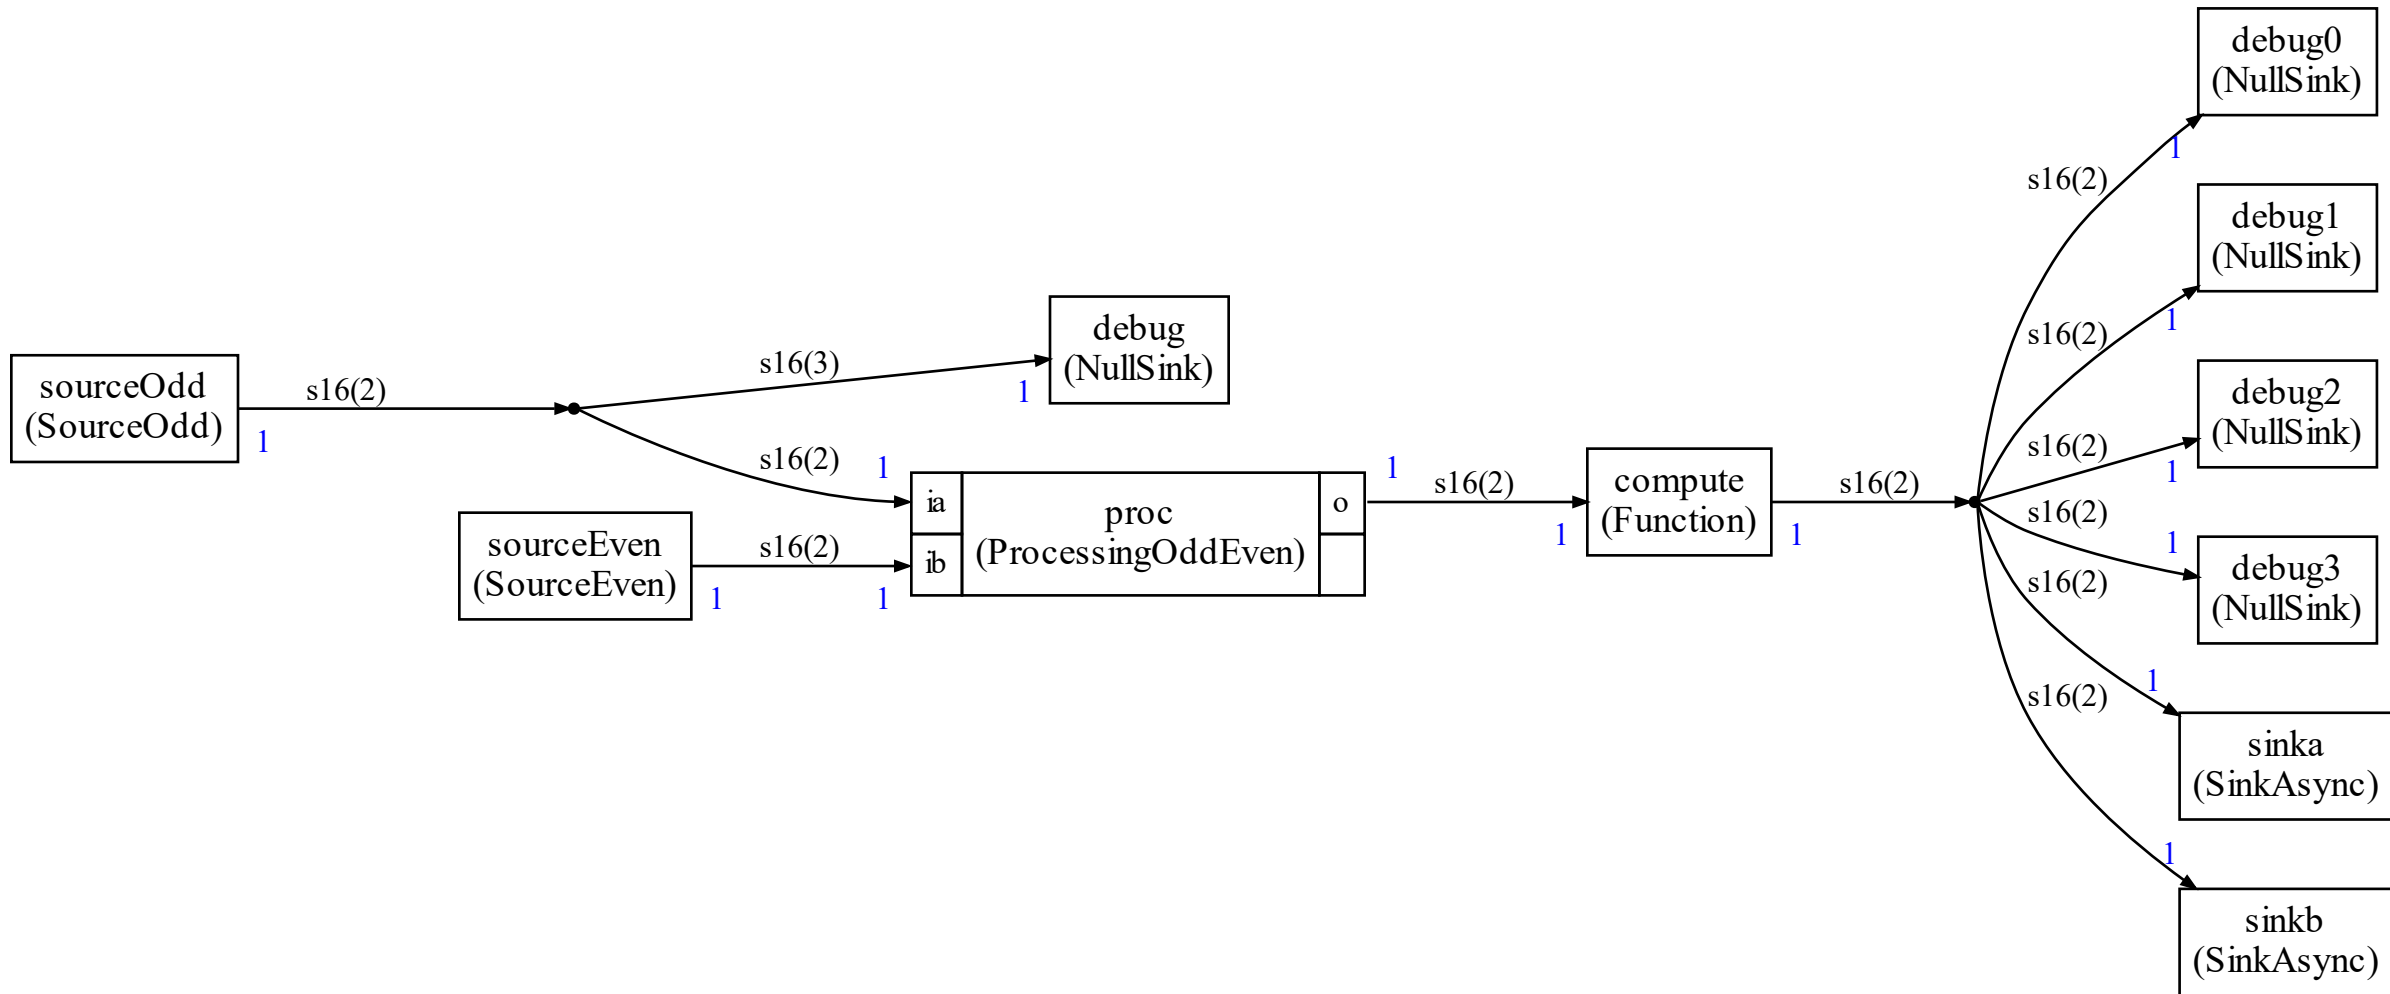 debug0
(NullSink)
1
s16(2)
debug1
(NullSink)
1
s16(2)
debug
(NullSink)
s16(3)
1
sourceOdd
(SourceOdd)
s16(2)
1
debug2
(NullSink)
s16(2)
1
s16(2)
1
ia
ib
proc
(ProcessingOddEven)
o
1
s16(2)
1
compute
(Function)
s16(2)
1
sourceEven
(SourceEven)
s16(2)
1
1
s16(2)
1
debug3
(NullSink)
s16(2)
1
sinka
(SinkAsync)
s16(2)
1
sinkb
(SinkAsync)